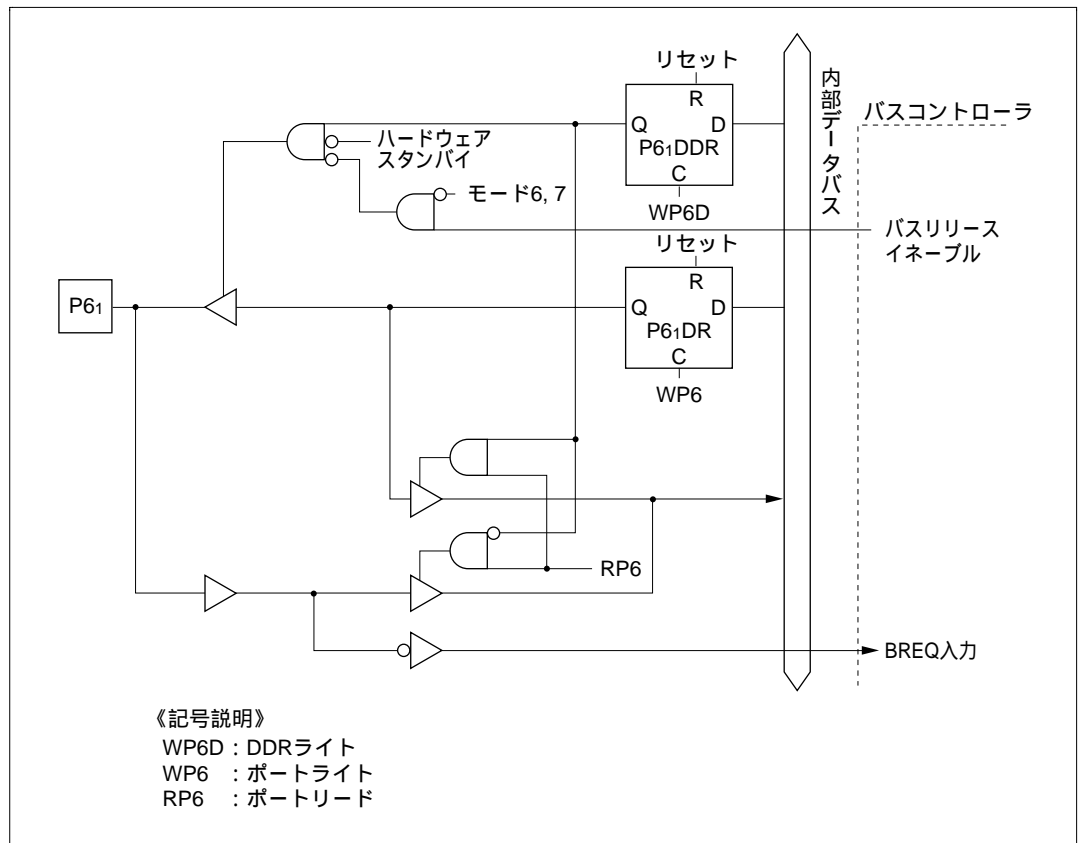 リセット
R
Q D
P6₁DDR
C
WP6D
内部データバス
バスコントローラ
ハードウェア
スタンバイ
モード6, 7
バスリリース
イネーブル
リセット
R
Q D
P6₁DR
C
WP6
P6₁
RP6
BREQ入力
《記号説明》
WP6D：DDRライト
WP6 ：ポートライト
RP6 ：ポートリード